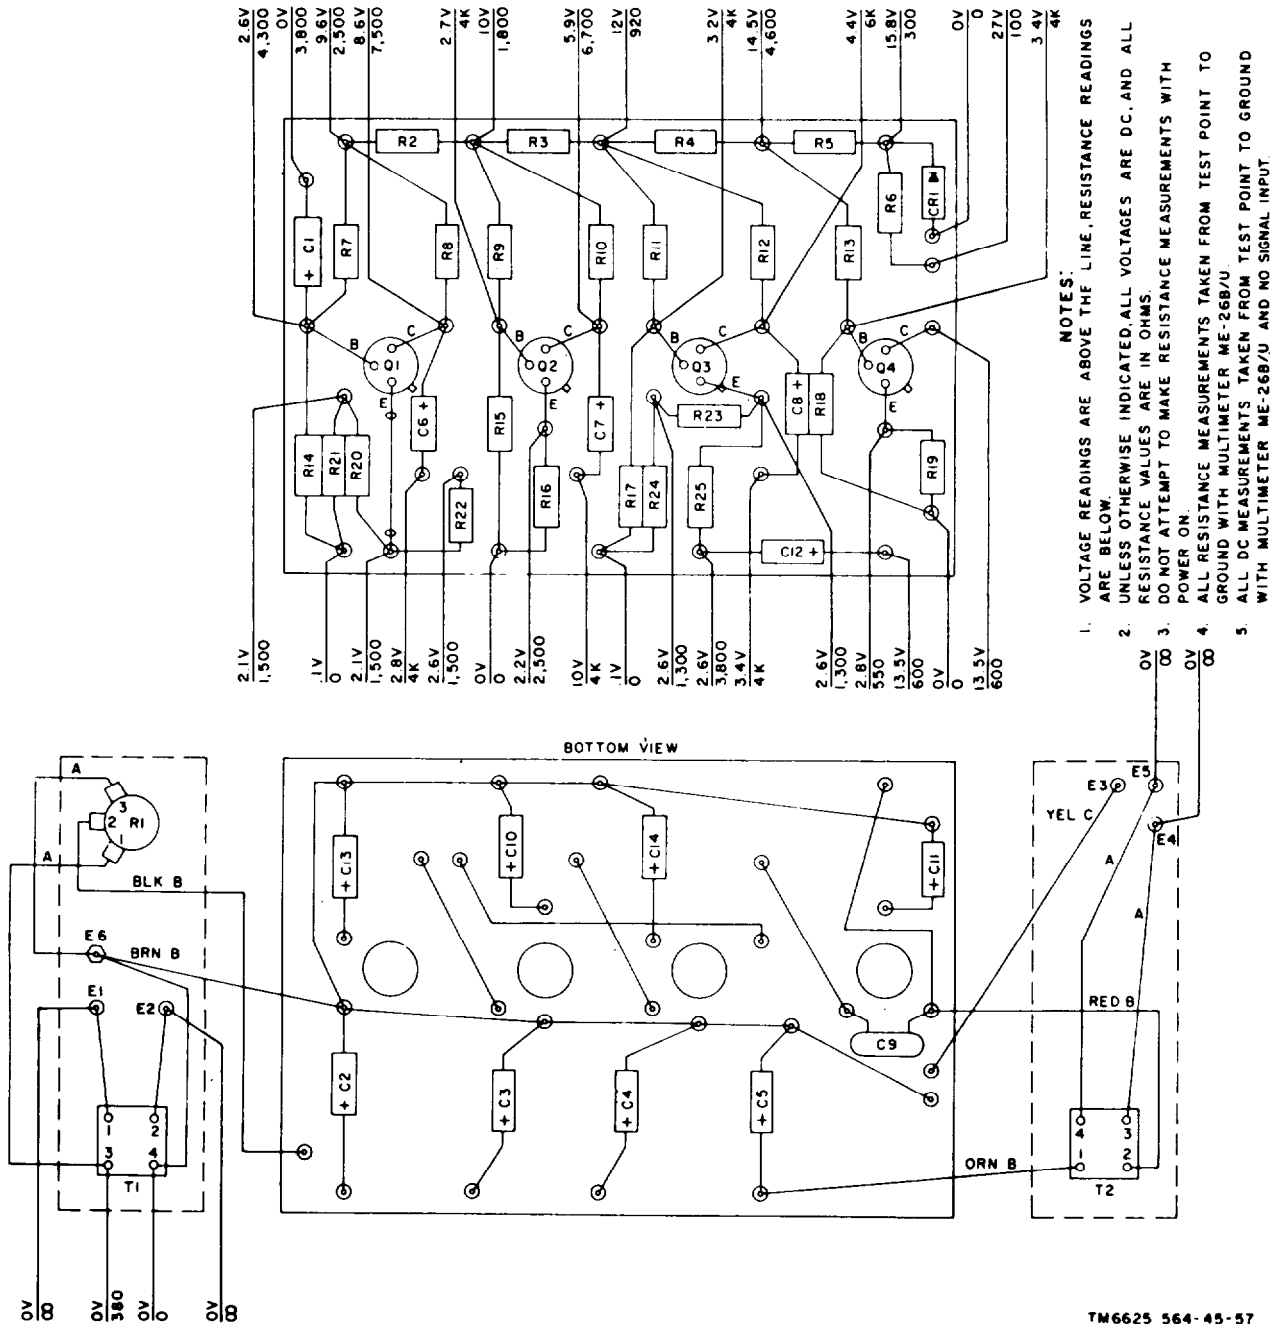 2.6V
4,300
0V
3,800
9.6V
2,500
8.6V
7,500
2.7V
4K
10V
1,800
5.9V
6,700
12V
920
3.2V
4K
14.5V
4,600
4.4V
6K
15.8V
300
0V
0
27V
100
3.4V
4K
R2
R3
R4
R5
C1
+
R7
R8
R9
R10
R11
R12
R13
R6
CR1
B
C
Q1
E
B
C
Q2
E
B
C
Q3
E
B
C
Q4
E
R14
R21
R20
C6 +
R22
R15
R16
C7 +
R17
R24
R23
R25
C8 +
R18
C12 +
R19
2.1V
1,500
.1V
0
2.1V
1,500
2.8V
4K
2.6V
1,500
0V
0
2.2V
2,500
10V
4K
.1V
0
2.6V
1,300
2.6V
3,800
3.4V
4K
2.6V
1,300
2.8V
550
13.5V
600
0V
0
13.5V
600
NOTES:
1. VOLTAGE READINGS ARE ABOVE THE LINE, RESISTANCE READINGS
ARE BELOW.
2. UNLESS OTHERWISE INDICATED, ALL VOLTAGES ARE DC, AND ALL
RESISTANCE VALUES ARE IN OHMS.
3. DO NOT ATTEMPT TO MAKE RESISTANCE MEASUREMENTS WITH
POWER ON.
4. ALL RESISTANCE MEASUREMENTS TAKEN FROM TEST POINT TO
GROUND WITH MULTIMETER ME-26B/U.
5. ALL DC MEASUREMENTS TAKEN FROM TEST POINT TO GROUND
WITH MULTIMETER ME-26B/U AND NO SIGNAL INPUT.
0V
∞
0V
∞
BOTTOM VIEW
A
3
2
R1
1
A
BLK B
E6
BRN B
E1
E2
1
2
3
4
T1
0V
∞
0V
380
0V
0
0V
∞
+ C13
+ C10
+ C14
+ C11
C9
+ C2
+ C3
+ C4
+ C5
E3
E5
YEL C
E4
A
A
RED B
4
3
1
2
ORN B
T2
TM6625 564-45-57